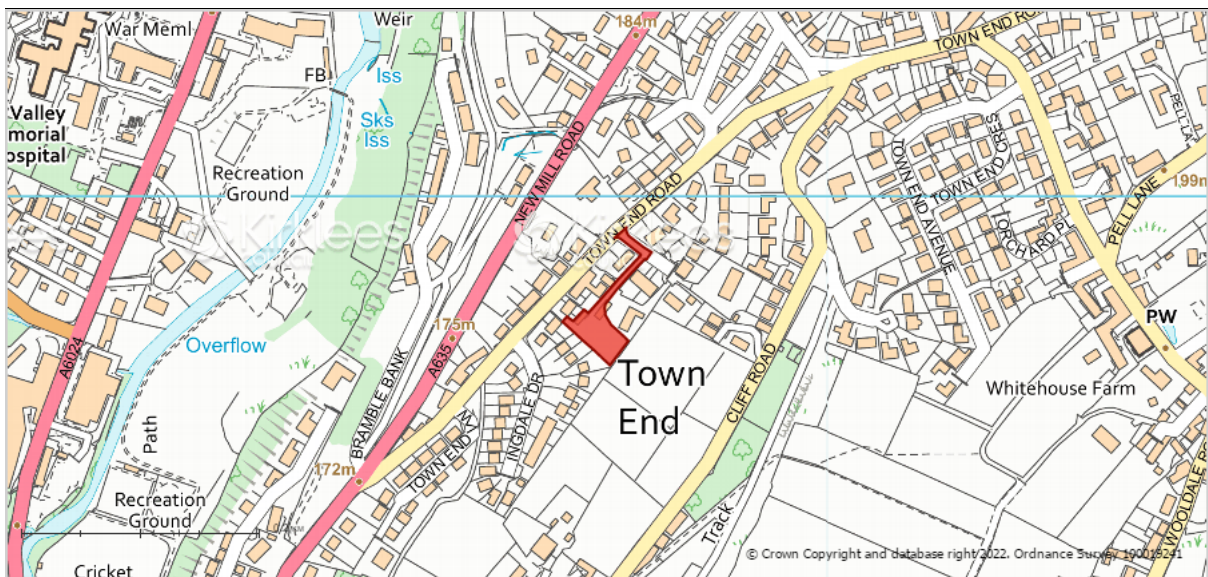 War Meml
Weir
184m
TOWN END ROAD
FB
Iss
Sks
Iss
Valley
morial
ospital
Recreation
Ground
NEW MILL ROAD
TOWN END ROAD
TOWN END AVENUE
TOWN END CRES
ORCHARD PL
PELL LANE
199m
Kirklees
Kirklees
175m
A635
A6024
Overflow
PW
Town
End
Whitehouse Farm
CLIFF ROAD
BRAMBLE BANK
INGDALE DR
TOWN END
Path
172m
Recreation
Ground
Track
WOOLDALE R
Cricket
© Crown Copyright and database right 2022. Ordnance Survey 100019241